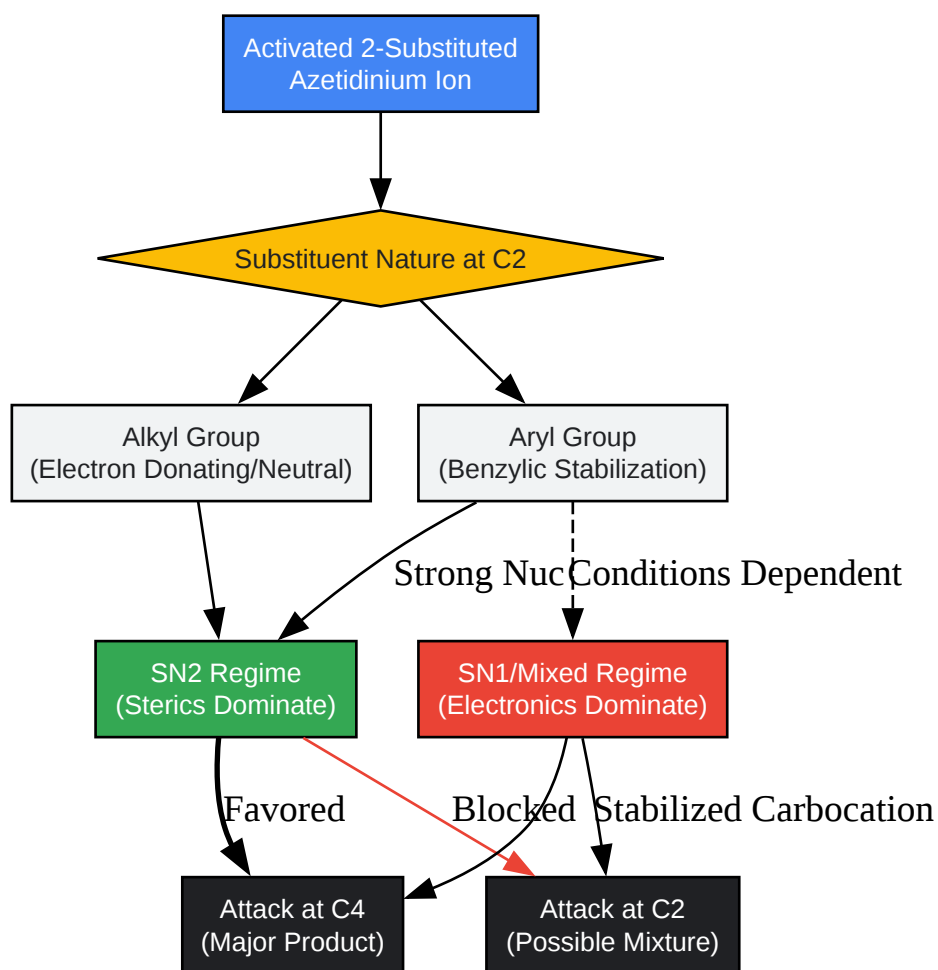 Activated 2-Substituted
Azetidinium Ion
Substituent Nature at C2
Alkyl Group
(Electron Donating/Neutral)
Aryl Group
(Benzylic Stabilization)
Strong Nuc
Conditions Dependent
SN2 Regime
(Sterics Dominate)
SN1/Mixed Regime
(Electronics Dominate)
Favored
Blocked
Stabilized Carbocation
Attack at C4
(Major Product)
Attack at C2
(Possible Mixture)